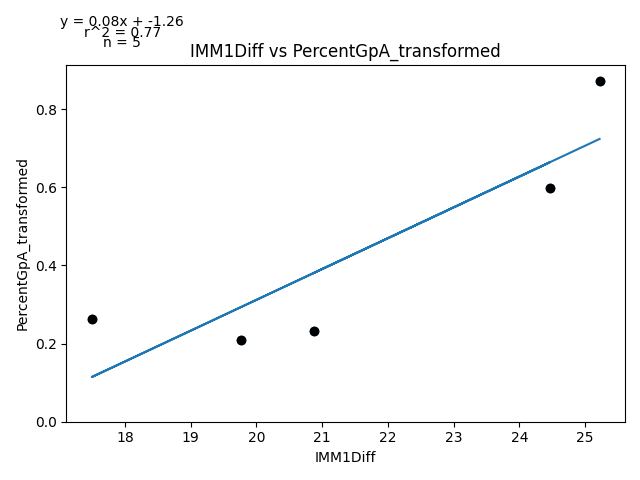 y = 0.08x + -1.26
r^2 = 0.77
n = 5
IMM1Diff vs PercentGpA_transformed
PercentGpA_transformed
0.8
0.6
0.4
0.2
0.0
18 19 20 21 22 23 24 25
IMM1Diff